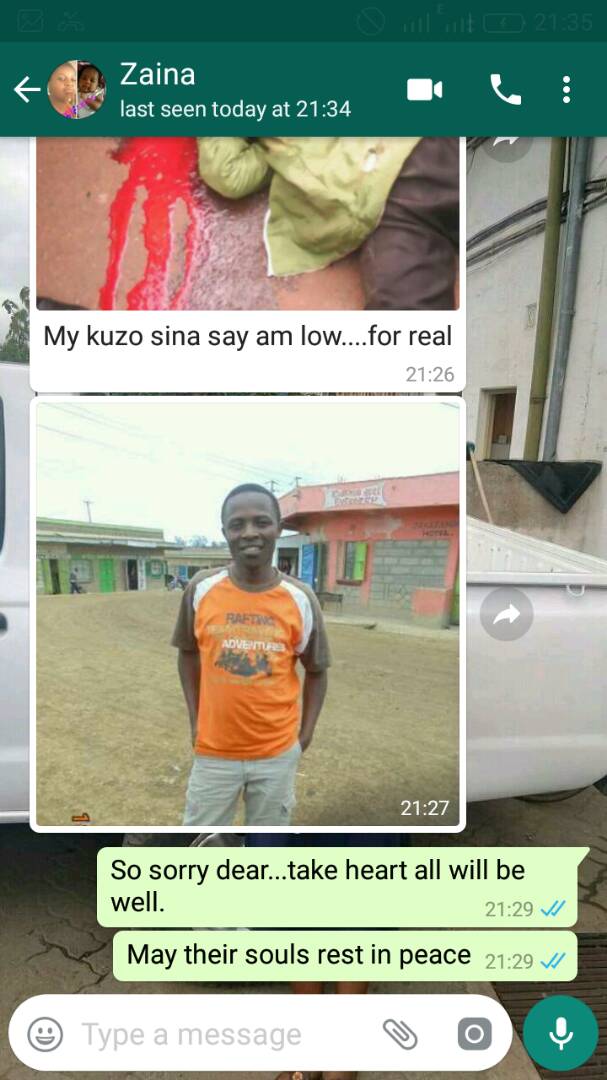 E
21:35
Zaina
last seen today at 21:34
My kuzo sina say am low....for real
21:26
RAFTING
ADVENTURES
HOTEL
21:27
So sorry dear...take heart all will be
well.
21:29
May their souls rest in peace
21:29
Type a message